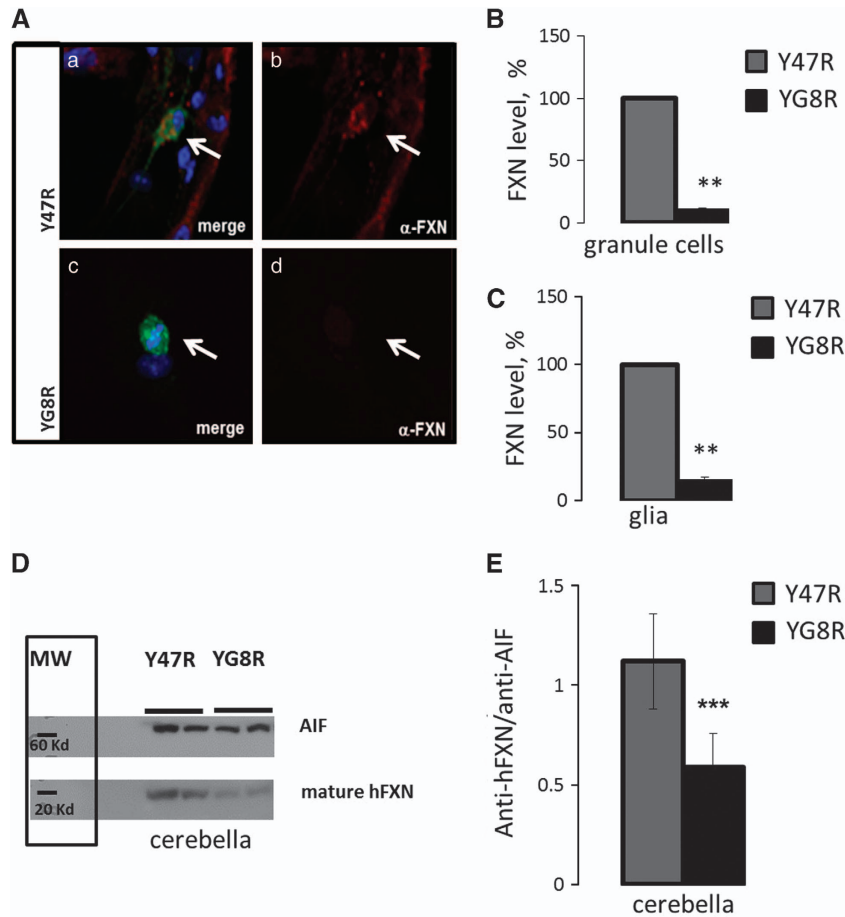 A
Y47R
a
merge
b
α-FXN
YG8R
c
merge
d
α-FXN
B
FXN level, %
150
100
50
0
**
granule cells
Y47R
YG8R
C
FXN level, %
150
100
50
0
**
glia
Y47R
YG8R
D
MW
Y47R YG8R
60 Kd
AIF
20 Kd
mature hFXN
cerebella
E
Anti-hFXN/anti-AIF
1.5
1
0.5
0
***
cerebella
Y47R
YG8R